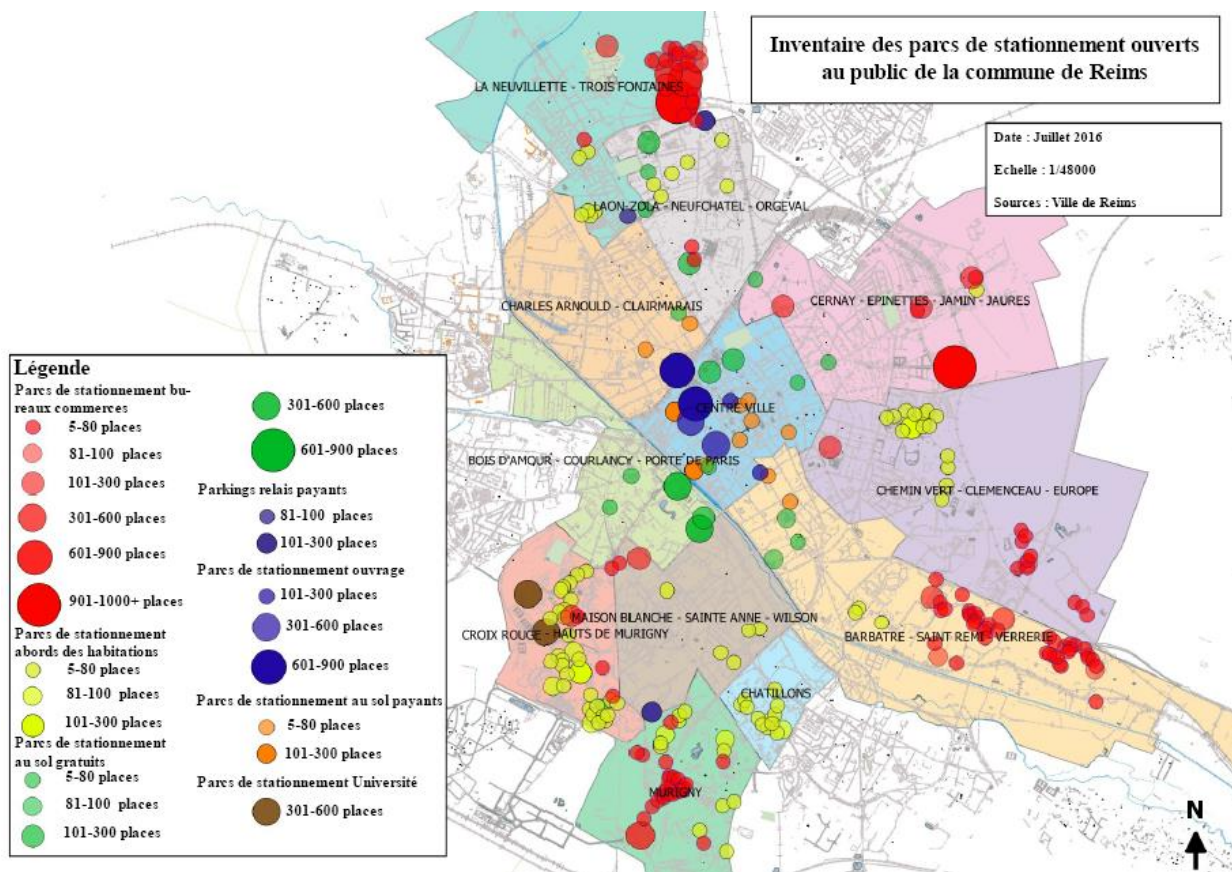 Inventaire des parcs de stationnement ouverts
au public de la commune de Reims
Date : Juillet 2016
Echelle : 1/48000
Sources : Ville de Reims
LA NEUVILLETTE - TROIS FONTAINES
LAON-ZOLA - NEUFCHATEL - ORGEVAL
CHARLES ARNOULD - CLAIRMARAIS
CERNAY - EPINETTES - JAMIN - JAURES
CENTRE VILLE
BOIS D'AMOUR - COURLANCY - PORTE DE PARIS
CHEMIN VERT - CLEMENCEAU - EUROPE
MAISON BLANCHE - SAINTE ANNE - WILSON
CROIX ROUGE - HAUTS DE MURIGNY
BARBATRE - SAINT REMI - VERRERIE
CHATILLONS
MURIGNY
N
Légende
Parcs de stationnement bu-
reaux commerces
5-80 places
81-100 places
101-300 places
301-600 places
601-900 places
901-1000+ places
Parcs de stationnement
abords des habitations
5-80 places
81-100 places
101-300 places
Parcs de stationnement
au sol gratuits
5-80 places
81-100 places
101-300 places
301-600 places
601-900 places
Parkings relais payants
81-100 places
101-300 places
Parcs de stationnement ouvrage
101-300 places
301-600 places
601-900 places
Parcs de stationnement au sol payants
5-80 places
101-300 places
Parcs de stationnement Université
301-600 places